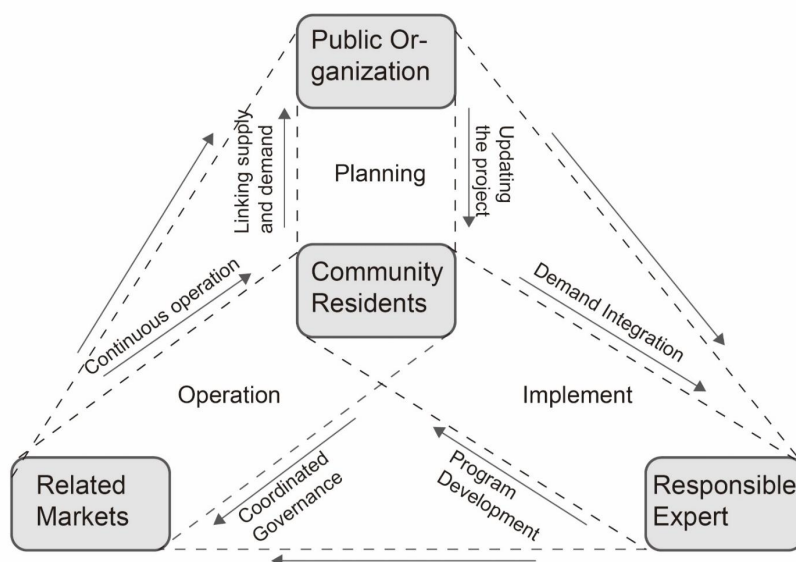 Public Or-
ganization
Linking supply
and demand
Planning
Updating
the project
Community
Residents
Continuous operation
Demand Integration
Operation
Implement
Related
Markets
Coordinated
Governance
Program
Development
Responsible
Expert